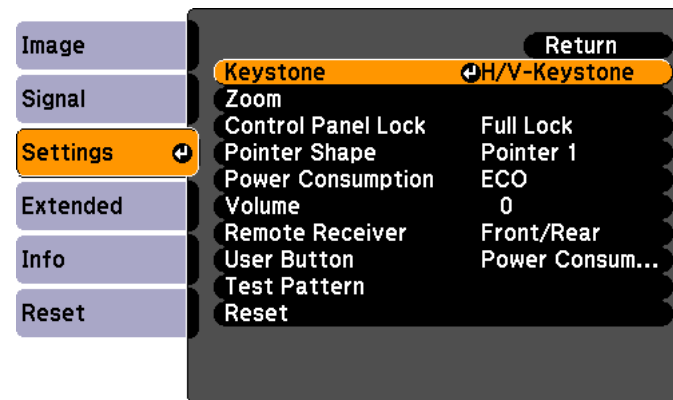 Image
Signal
Settings
Extended
Info
Reset
Return
Keystone H/V-Keystone
Zoom
Control Panel Lock Full Lock
Pointer Shape Pointer 1
Power Consumption ECO
Volume 0
Remote Receiver Front/Rear
User Button Power Consum...
Test Pattern
Reset